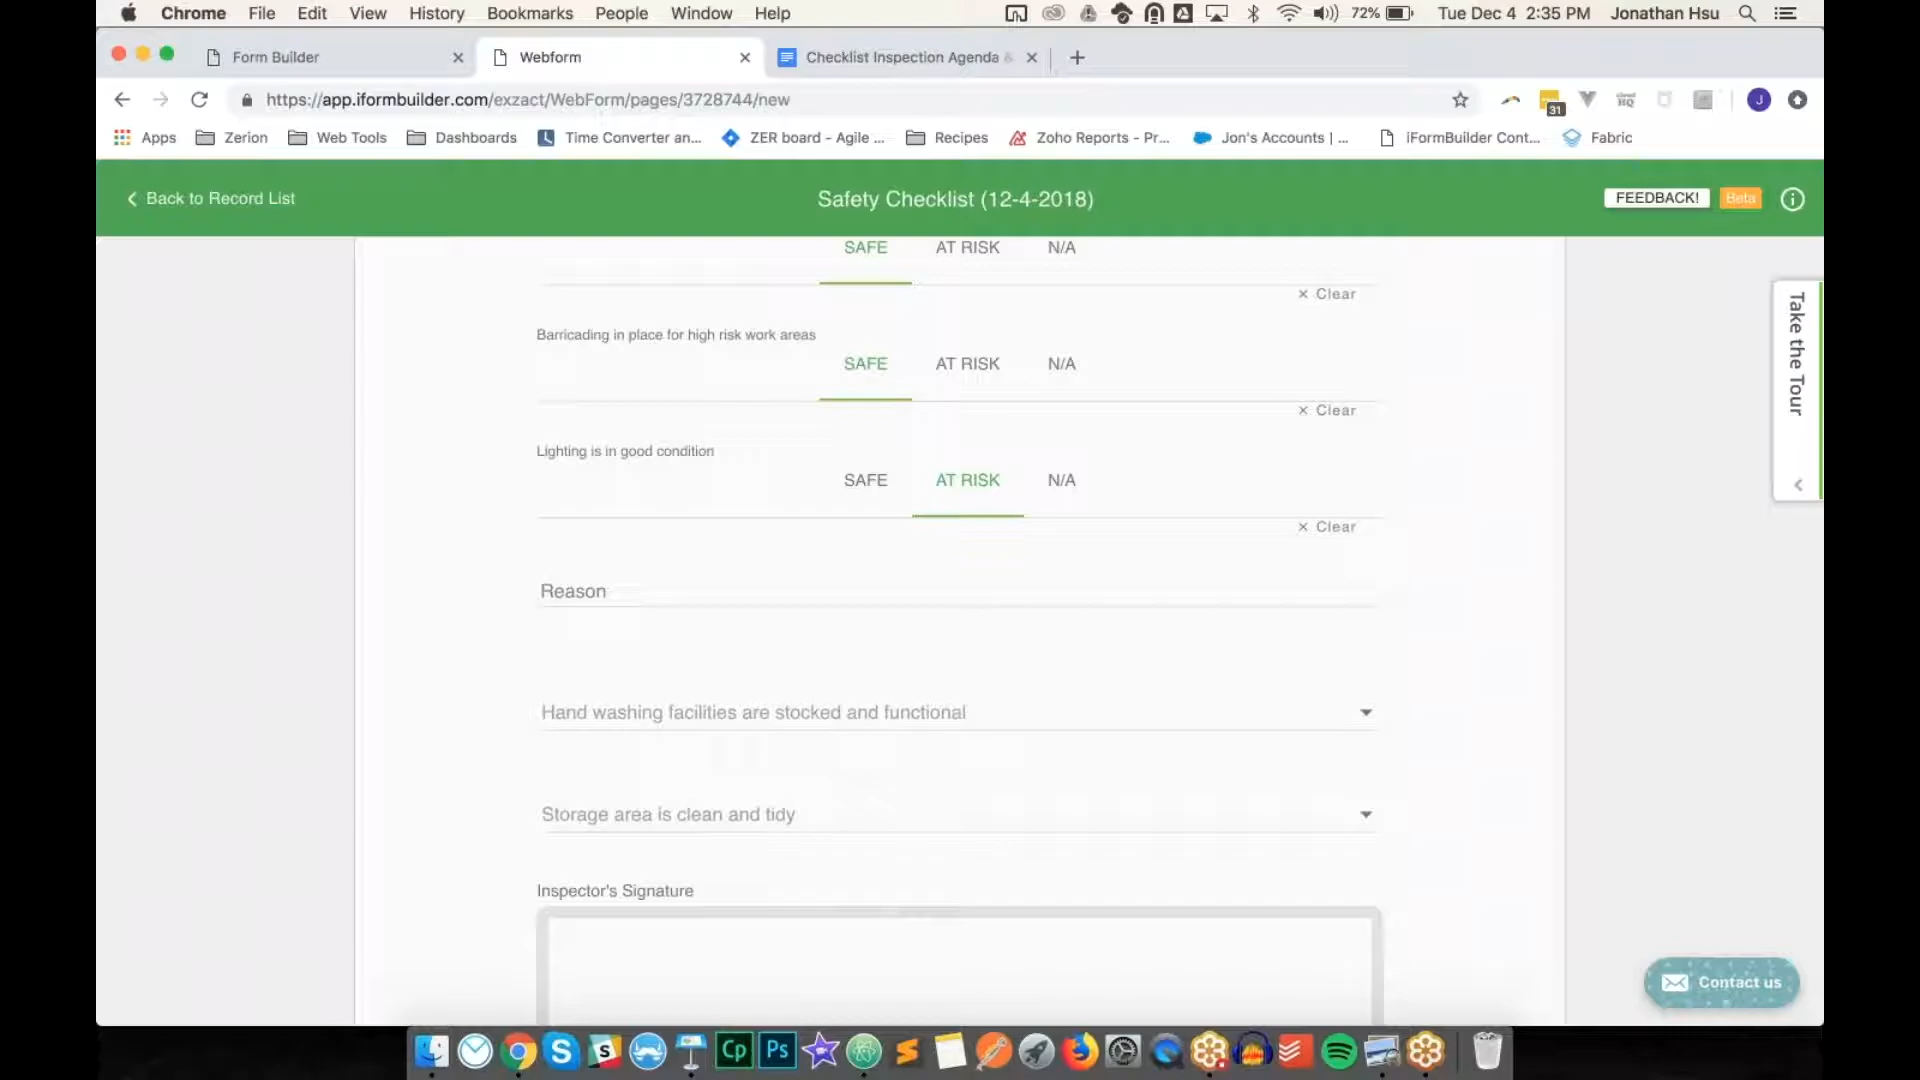 Chrome File Edit View History Bookmarks People Window Help 72% Tue Dec 4 2:35 PM Jonathan Hsu
Form Builder Webform Checklist Inspection Agenda
https://app.iformbuilder.com/exzact/WebForm/pages/3728744/new
31
J
Apps Zerion Web Tools Dashboards Time Converter an... ZER board - Agile ... Recipes Zoho Reports - Pr... Jon's Accounts | ... iFormBuilder Cont... Fabric
Back to Record List Safety Checklist (12-4-2018) FEEDBACK! Beta
SAFE AT RISK N/A
× Clear
Take the Tour
Barricading in place for high risk work areas
SAFE AT RISK N/A
× Clear
Lighting is in good condition
SAFE AT RISK N/A
× Clear
Reason
Hand washing facilities are stocked and functional
Storage area is clean and tidy
Inspector's Signature
Contact us
S S Cp Ps